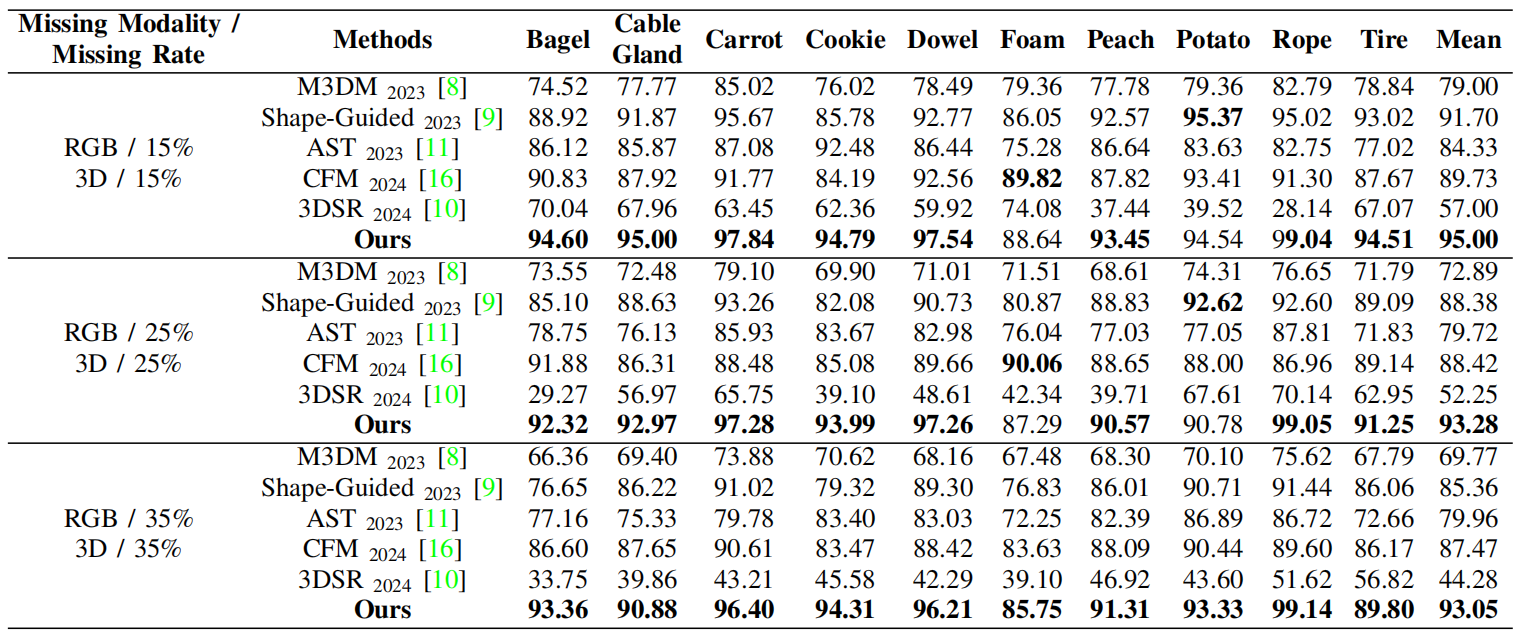 Missing Modality / Missing Rate Methods Bagel Cable Gland Carrot Cookie Dowel Foam Peach Potato Rope Tire Mean
M3DM 2023 [8] 74.52 77.77 85.02 76.02 78.49 79.36 77.78 79.36 82.79 78.84 79.00
Shape-Guided 2023 [9] 88.92 91.87 95.67 85.78 92.77 86.05 92.57 95.37 95.02 93.02 91.70
RGB / 15% AST 2023 [11] 86.12 85.87 87.08 92.48 86.44 75.28 86.64 83.63 82.75 77.02 84.33
3D / 15% CFM 2024 [16] 90.83 87.92 91.77 84.19 92.56 89.82 87.82 93.41 91.30 87.67 89.73
3DSR 2024 [10] 70.04 67.96 63.45 62.36 59.92 74.08 37.44 39.52 28.14 67.07 57.00
Ours 94.60 95.00 97.84 94.79 97.54 88.64 93.45 94.54 99.04 94.51 95.00
M3DM 2023 [8] 73.55 72.48 79.10 69.90 71.01 71.51 68.61 74.31 76.65 71.79 72.89
Shape-Guided 2023 [9] 85.10 88.63 93.26 82.08 90.73 80.87 88.83 92.62 92.60 89.09 88.38
RGB / 25% AST 2023 [11] 78.75 76.13 85.93 83.67 82.98 76.04 77.03 77.05 87.81 71.83 79.72
3D / 25% CFM 2024 [16] 91.88 86.31 88.48 85.08 89.66 90.06 88.65 88.00 86.96 89.14 88.42
3DSR 2024 [10] 29.27 56.97 65.75 39.10 48.61 42.34 39.71 67.61 70.14 62.95 52.25
Ours 92.32 92.97 97.28 93.99 97.26 87.29 90.57 90.78 99.05 91.25 93.28
M3DM 2023 [8] 66.36 69.40 73.88 70.62 68.16 67.48 68.30 70.10 75.62 67.79 69.77
Shape-Guided 2023 [9] 76.65 86.22 91.02 79.32 89.30 76.83 86.01 90.71 91.44 86.06 85.36
RGB / 35% AST 2023 [11] 77.16 75.33 79.78 83.40 83.03 72.25 82.39 86.89 86.72 72.66 79.96
3D / 35% CFM 2024 [16] 86.60 87.65 90.61 83.47 88.42 83.63 88.09 90.44 89.60 86.17 87.47
3DSR 2024 [10] 33.75 39.86 43.21 45.58 42.29 39.10 46.92 43.60 51.62 56.82 44.28
Ours 93.36 90.88 96.40 94.31 96.21 85.75 91.31 93.33 99.14 89.80 93.05